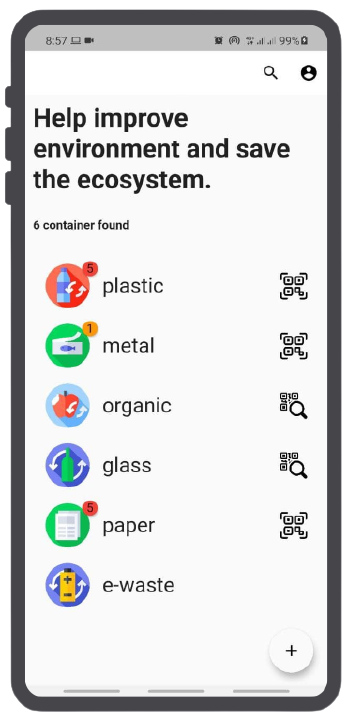 8:57 99%
Help improve
environment and save
the ecosystem.
6 container found
5
plastic
1
metal
organic
glass
5
paper
e-waste
+